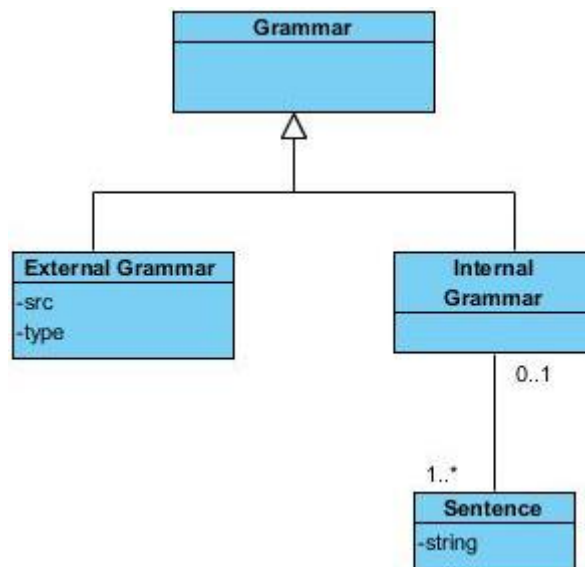 Grammar
External Grammar
-src
-type
Internal
Grammar
0..1
1..*
Sentence
-string